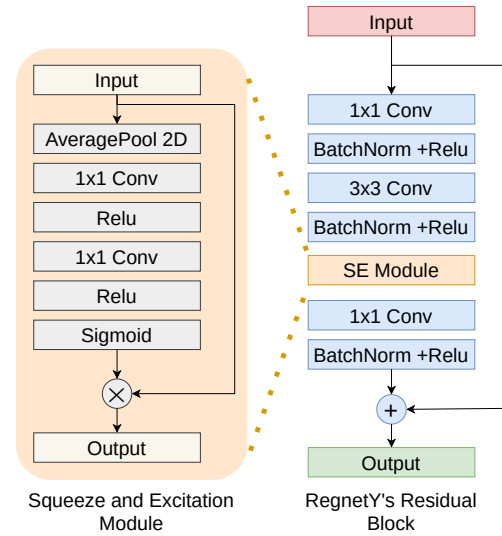 Input
AveragePool 2D
1x1 Conv
Relu
1x1 Conv
Relu
Sigmoid
×
Output
Squeeze and Excitation
Module
Input
1x1 Conv
BatchNorm +Relu
3x3 Conv
BatchNorm +Relu
SE Module
1x1 Conv
BatchNorm +Relu
+
Output
RegnetY's Residual
Block